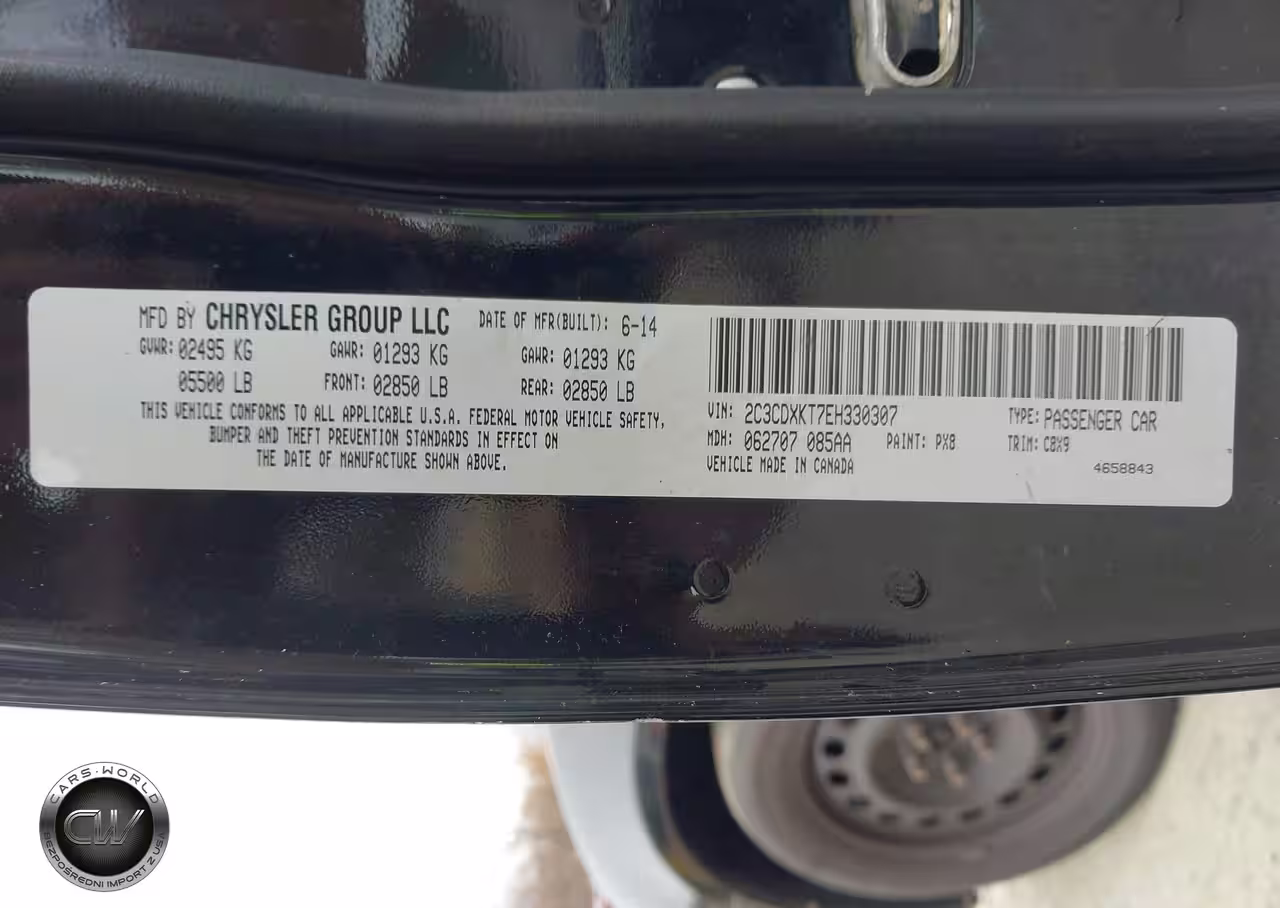 MFD BY CHRYSLER GROUP LLC DATE OF MFR(BUILT): 6-14
GVWR: 02495 KG GAWR: 01293 KG GAWR: 01293 KG
05500 LB FRONT: 02850 LB REAR: 02850 LB
THIS VEHICLE CONFORMS TO ALL APPLICABLE U.S.A. FEDERAL MOTOR VEHICLE SAFETY,
BUMPER AND THEFT PREVENTION STANDARDS IN EFFECT ON
THE DATE OF MANUFACTURE SHOWN ABOVE.
VIN: 2C3CDXKT7EH330307 TYPE: PASSENGER CAR
MDH: 062707 085AA PAINT: PX8 TRIM: C8X9
VEHICLE MADE IN CANADA 4658843
CARS·WORLD
CW
BEZPOŚREDNI IMPORT Z USA